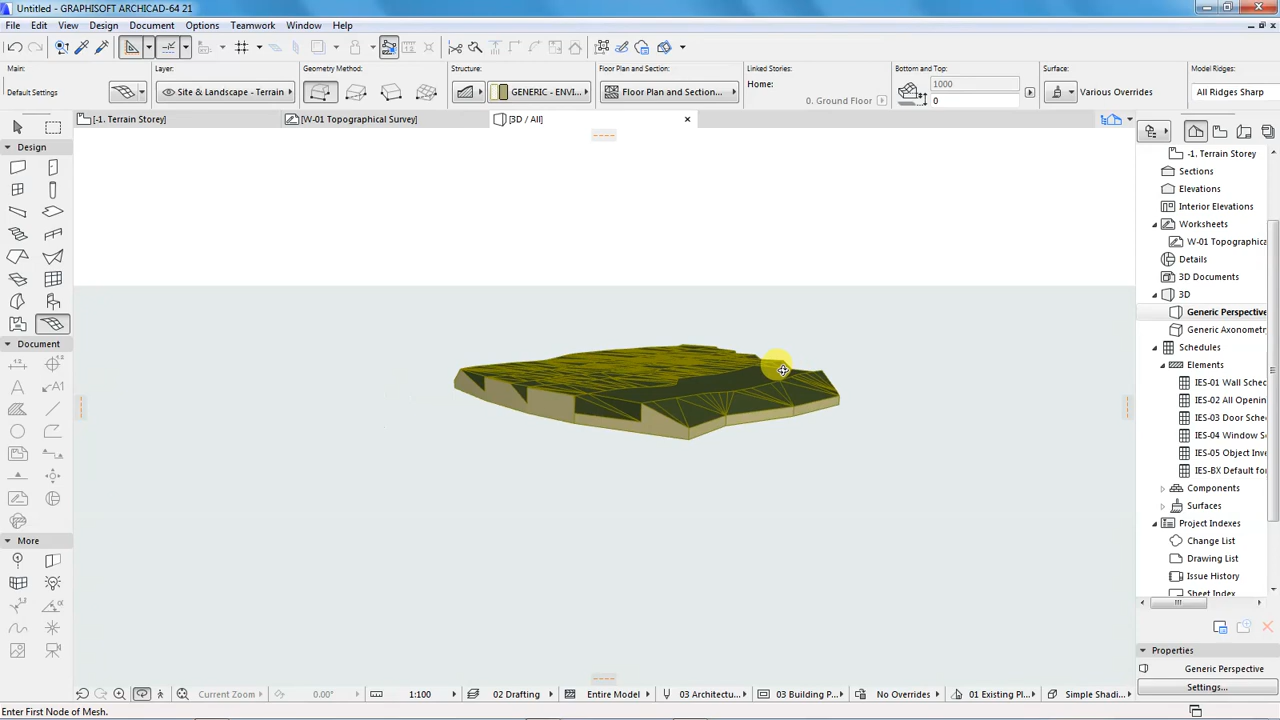 Untitled - GRAPHISOFT ARCHICAD-64 21
File Edit View Design Document Options Teamwork Window Help
Main: Layer: Geometry Method: Structure: Floor Plan and Section: Linked Stories: Bottom and Top: Surface: Model Ridges:
Default Settings Site & Landscape - Terrain GENERIC - ENVI... Floor Plan and Section... Home: 1000 Various Overrides All Ridges Sharp
0. Ground Floor 0
[-1. Terrain Storey] [W-01 Topographical Survey] [3D / All]
Design
Document
More
-1. Terrain Storey
Sections
Elevations
Interior Elevations
Worksheets
W-01 Topographica
Details
3D Documents
3D
Generic Perspective
Generic Axonomet
Schedules
Elements
IES-01 Wall Sched
IES-02 All Openin
IES-03 Door Sche
IES-04 Window S
IES-05 Object Inve
IES-BX Default for
Components
Surfaces
Project Indexes
Change List
Drawing List
Issue History
Sheet Index
Properties
Generic Perspective
Settings...
Current Zoom 0.00° 1:100 02 Drafting Entire Model 03 Architectu... 03 Building P... No Overrides 01 Existing Pl... Simple Shadi...
Enter First Node of Mesh.